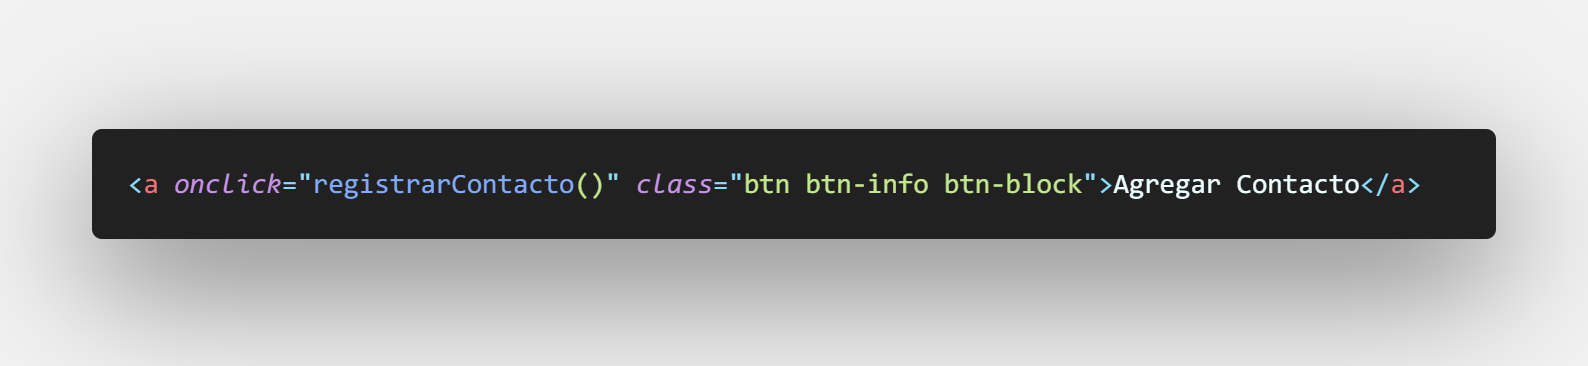 <a onclick="registrarContacto()" class="btn btn-info btn-block">Agregar Contacto</a>